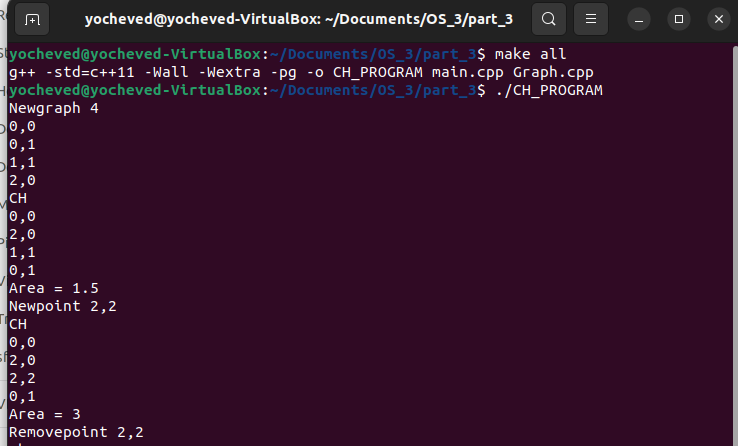 yocheved@yocheved-VirtualBox: ~/Documents/OS_3/part_3
yocheved@yocheved-VirtualBox:~/Documents/OS_3/part_3$ make all
g++ -std=c++11 -Wall -Wextra -pg -o CH_PROGRAM main.cpp Graph.cpp
yocheved@yocheved-VirtualBox:~/Documents/OS_3/part_3$ ./CH_PROGRAM
Newgraph 4
0,0
0,1
1,1
2,0
CH
0,0
2,0
1,1
0,1
Area = 1.5
Newpoint 2,2
CH
0,0
2,0
2,2
0,1
Area = 3
Removepoint 2,2